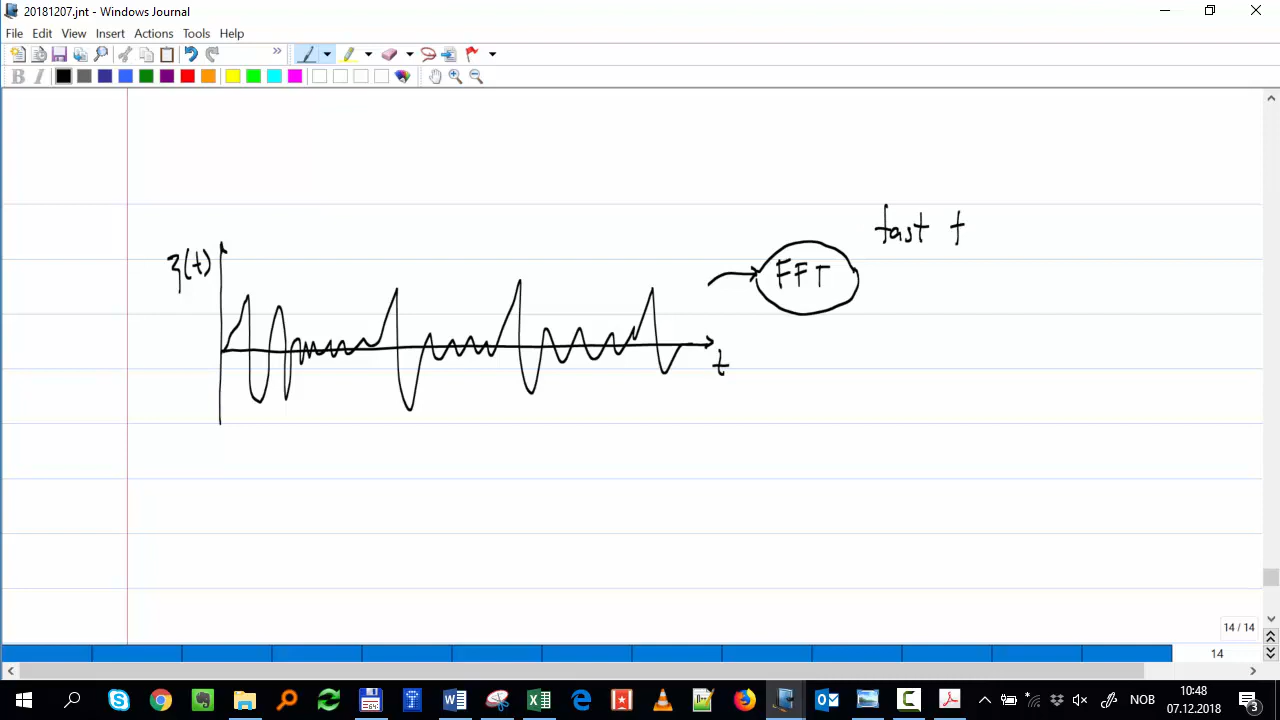 20181207.jnt - Windows Journal
File Edit View Insert Actions Tools Help
B I
fast f
ζ(t)
FFT
t
14 / 14
14
NOB
10:48
07.12.2018
3